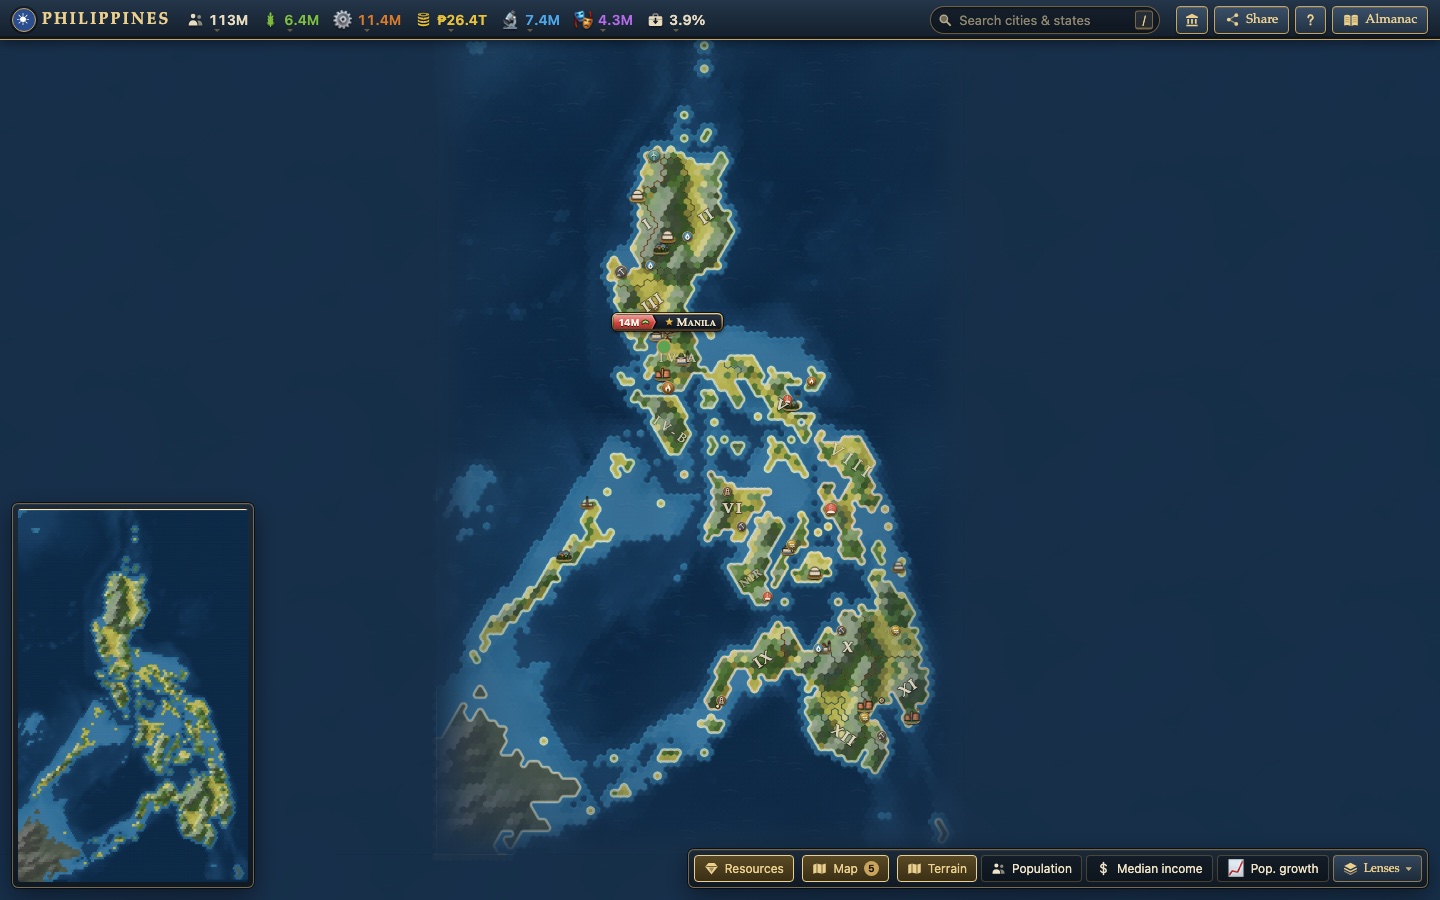 PHILIPPINES
113M
6.4M
11.4M
₱26.4T
7.4M
4.3M
3.9%
Search cities & states
/
Share
?
Almanac
I
II
III
14M
★ MANILA
IV-A
V
IV-B
VIII
VI
NIR
IX
X
XI
XII
Resources
Map 5
Terrain
Population
$ Median income
Pop. growth
Lenses